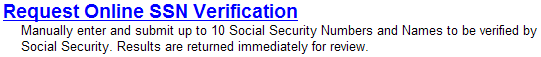 Request Online SSN Verification
Manually enter and submit up to 10 Social Security Numbers and Names to be verified by
Social Security. Results are returned immediately for review.